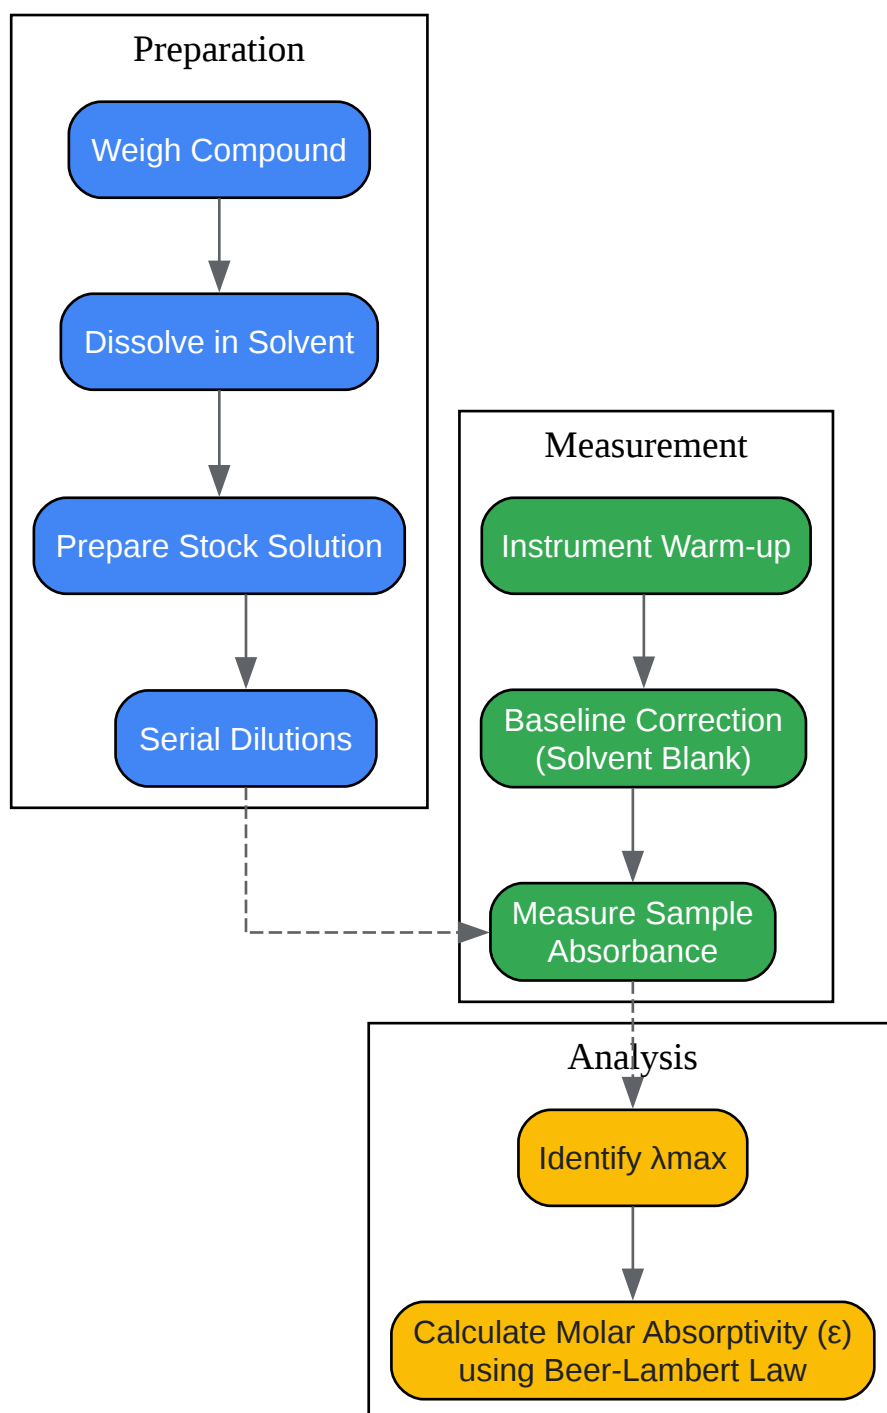 Preparation
Weigh Compound
Dissolve in Solvent
Prepare Stock Solution
Serial Dilutions
Measurement
Instrument Warm-up
Baseline Correction
(Solvent Blank)
Measure Sample
Absorbance
Analysis
Identify λmax
Calculate Molar Absorptivity (ε)
using Beer-Lambert Law